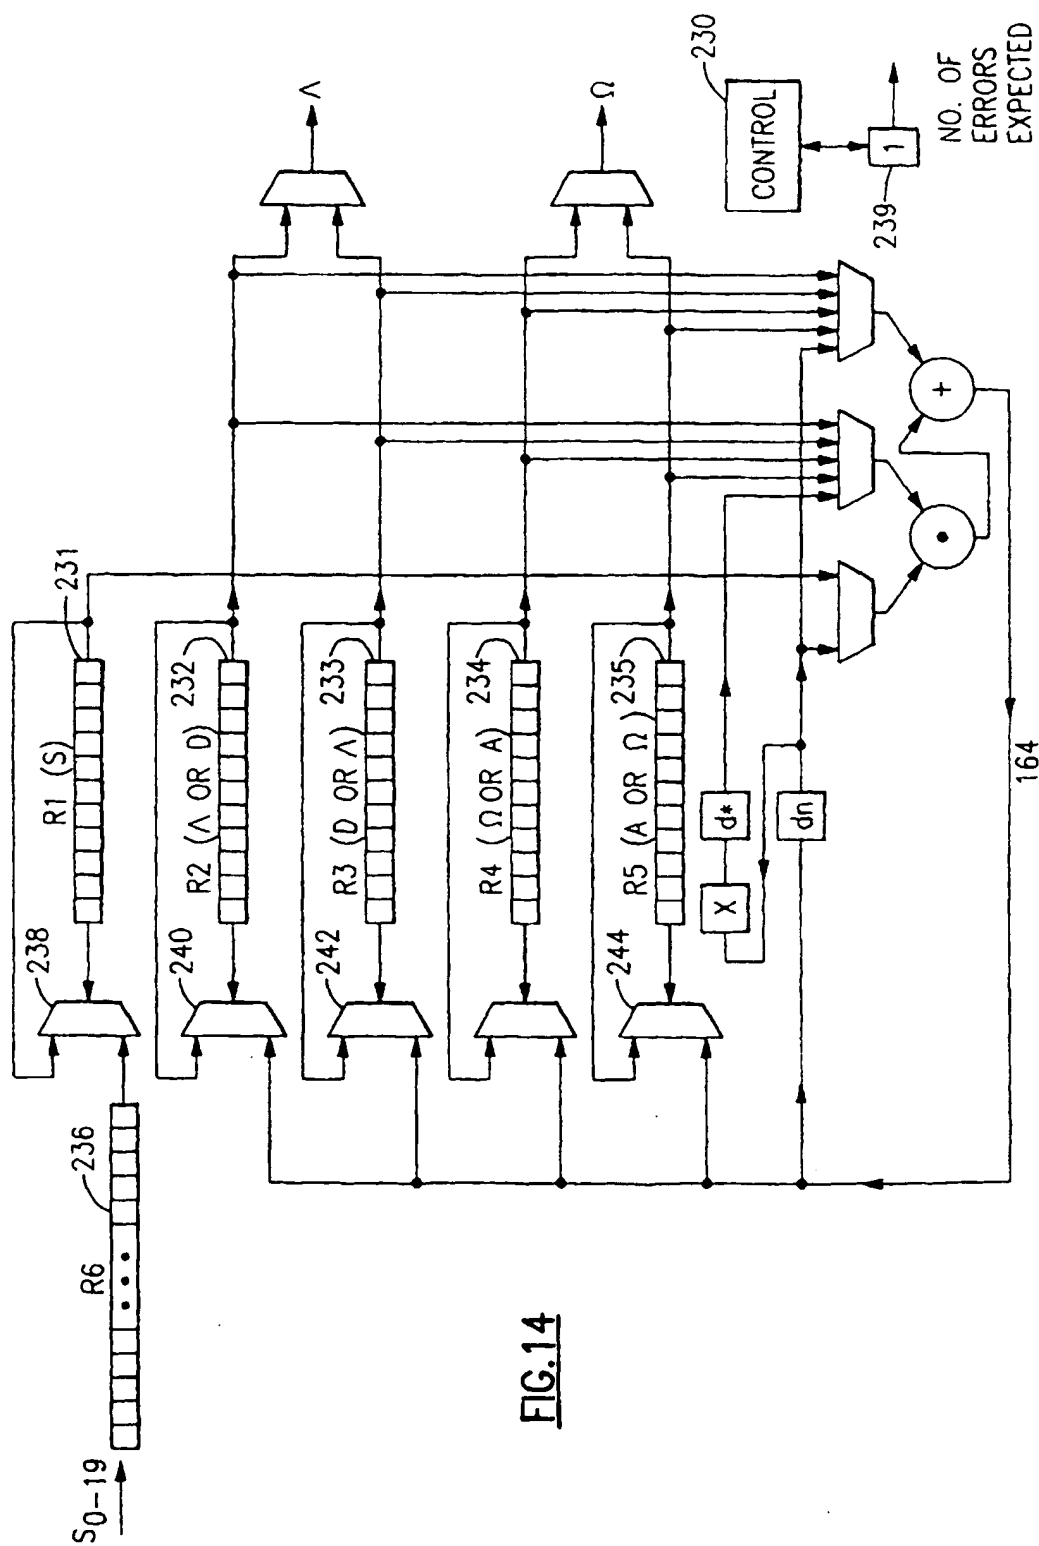 S0-19
R6
236
238
R1 (S)
231
240
R2 (Λ OR D)
232
242
R3 (D OR Λ)
233
R4 (Ω OR A)
234
244
R5 (A OR Ω)
235
X
d*
dn
164
•
+
Λ
Ω
CONTROL
230
1
239
NO. OF
ERRORS
EXPECTED
FIG.14